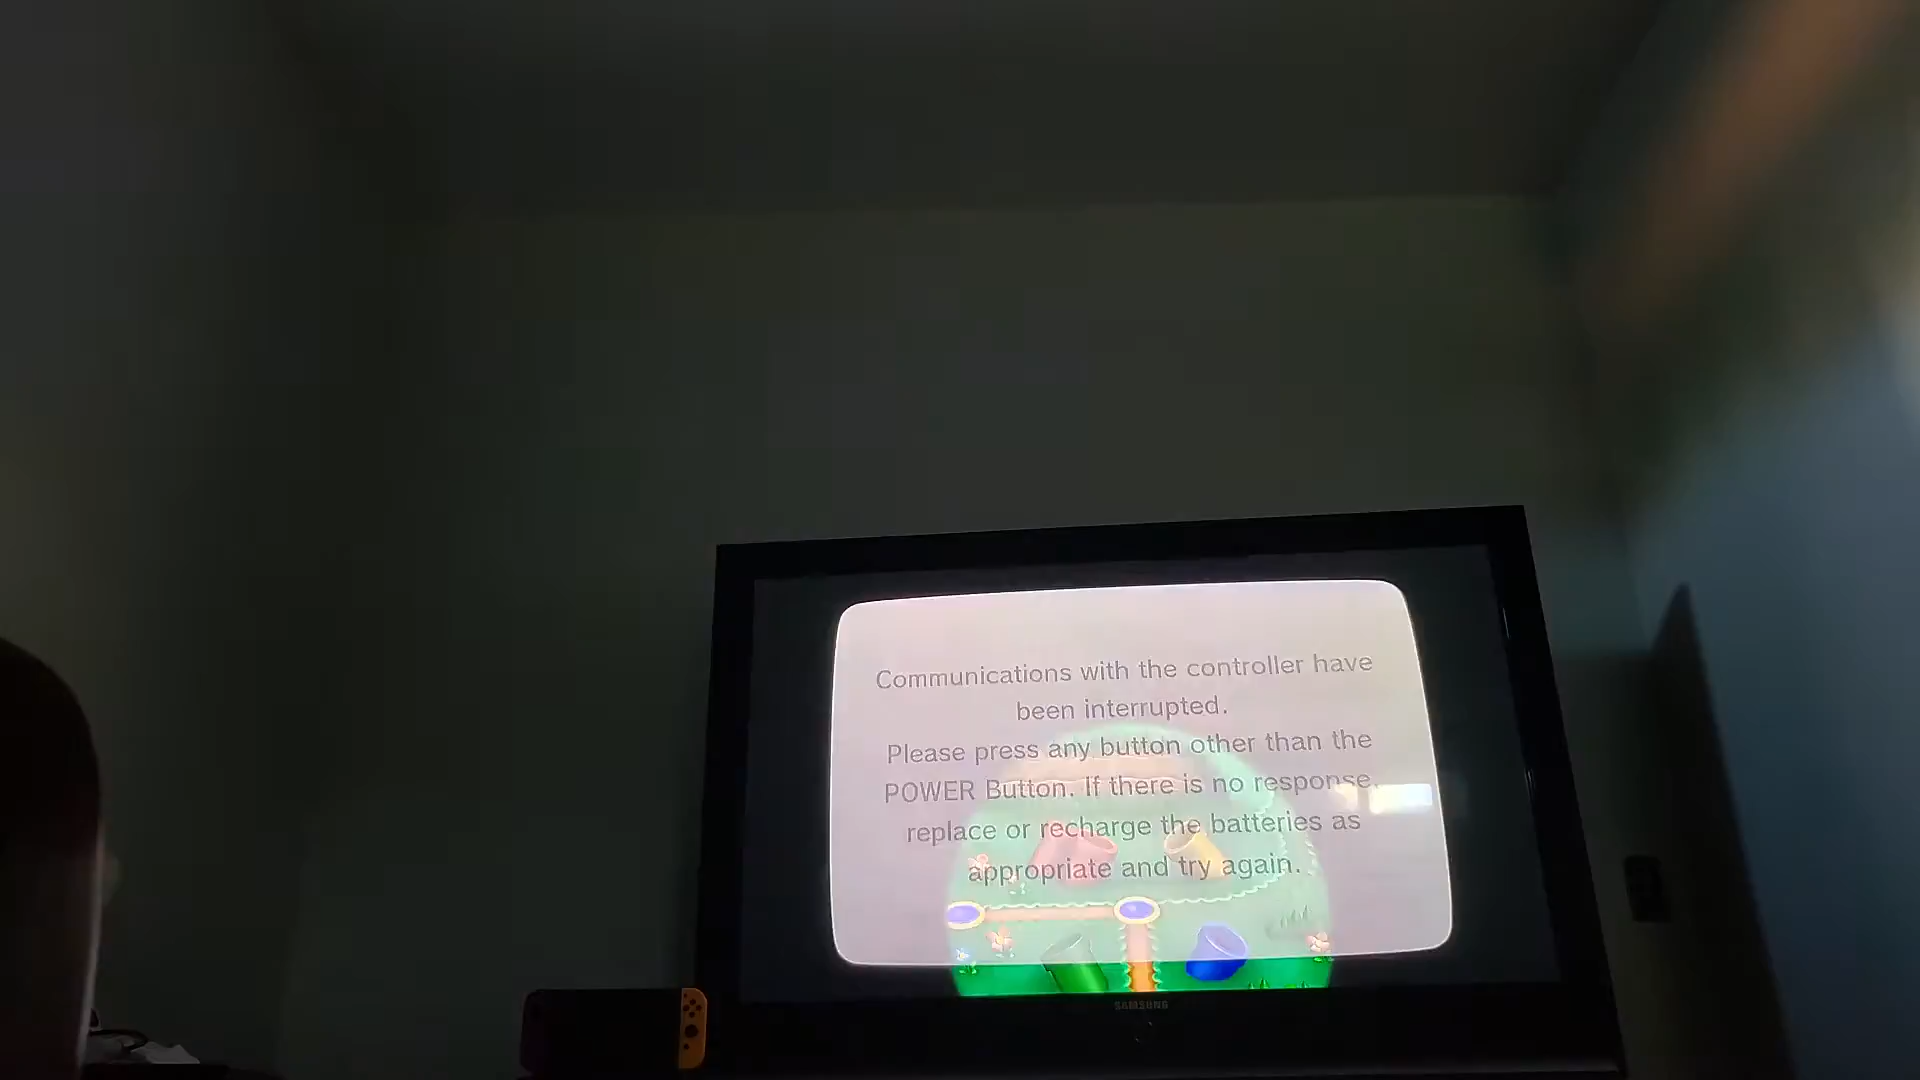 Communications with the controller have
been interrupted.
Please press any button other than the
POWER Button. If there is no response,
replace or recharge the batteries as
appropriate and try again.
SAMSUNG